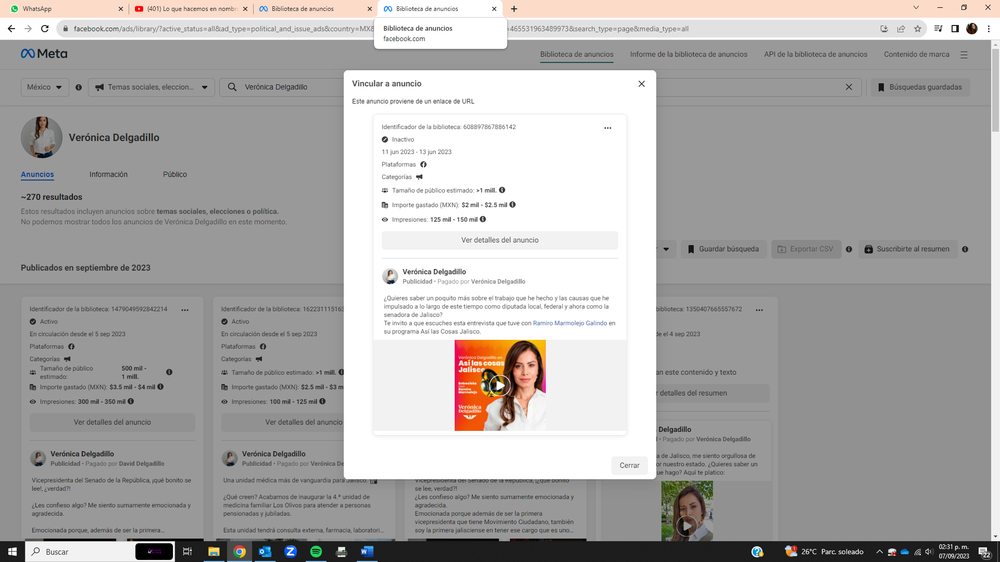 WhatsApp
(401) Lo que hacemos en nombre
Biblioteca de anuncios
Biblioteca de anuncios
facebook.com/ads/library/?active_status=all&ad_type=political_and_issue_ads&country=MX&
=465531963489973&search_type=page&media_type=all
Biblioteca de anuncios
facebook.com
Meta
Biblioteca de anuncios
Informe de la biblioteca de anuncios
API de la biblioteca de anuncios
Contenido de marca
México
Temas sociales, eleccion...
Verónica Delgadillo
Búsquedas guardadas
Verónica Delgadillo
Anuncios
Información
Público
~270 resultados
Estos resultados incluyen anuncios sobre temas sociales, elecciones o política.
No podemos mostrar todos los anuncios de Verónica Delgadillo en este momento.
Guardar búsqueda
Exportar CSV
Suscribirte al resumen
Publicados en septiembre de 2023
Vincular a anuncio
Este anuncio proviene de un enlace de URL
Identificador de la biblioteca: 608897867886142
Inactivo
11 jun 2023 - 13 jun 2023
Plataformas
Categorías
Tamaño de público estimado: >1 mill.
Importe gastado (MXN): $2 mil - $2.5 mil
Impresiones: 125 mil - 150 mil
Ver detalles del anuncio
Verónica Delgadillo
Publicidad • Pagado por Verónica Delgadillo
¿Quieres saber un poquito más sobre el trabajo que he hecho y las causas que he
impulsado a lo largo de este tiempo como diputada local, federal y ahora como la
senadora de Jalisco?
Te invito a que escuches esta entrevista que tuve con Ramiro Marmolejo Galindo en
su programa Así las Cosas Jalisco.
Verónica Delgadillo en
Así las cosas
Jalisco
Entrevista
con
Ramiro
Marmolejo
Verónica
Delgadillo
Cerrar
Identificador de la biblioteca: 1479049592842214
Activo
En circulación desde el 5 sep 2023
Plataformas
Categorías
Tamaño de público
estimado:
500 mil -
1 mill.
Importe gastado (MXN): $3.5 mil - $4 mil
Impresiones: 300 mil - 350 mil
Ver detalles del anuncio
Verónica Delgadillo
Publicidad • Pagado por David Delgadillo
Vicepresidenta del Senado de la República, ¡qué bonito se
lee!, ¿verdad?!
¿Les confieso algo? Me siento sumamente emocionada y
agradecida.
Emocionada porque, además de ser la primera...
Identificador de la biblioteca: 162231115163
Activo
En circulación desde el 5 sep 2023
Plataformas
Categorías
Tamaño de público estimado: >1 mill.
Importe gastado (MXN): $2.5 mil - $3 m
Impresiones: 100 mil - 125 mil
Ver detalles del anuncio
Verónica Delgadillo
Publicidad • Pagado por Verónica De
Una unidad médica más de vanguardia para Jalisco.
¿Qué creen? Acabamos de inaugurar la 4.ª unidad de
medicina familiar Los Olivos para atender a personas
pensionadas y jubiladas.
Esta unidad tendrá consulta externa, farmacia, laboratori...
Vicepresidenta del Senado de la República, ¡¿qué bonito
se lee, verdad?!
¿Les confieso algo? Me siento sumamente emocionada y
agradecida.
Emocionada porque además de ser la primera
vicepresidenta que tiene Movimiento Ciudadano, también
soy la primera jalisciense en tener ese cargo que es uno...
biblioteca: 1350407665557672
de el 4 sep 2023
an este contenido y texto
r detalles del resumen
Delgadillo
• Pagado por Verónica Delgadillo
a de Jalisco, me siento orgullosa de
or nuestro estado. ¿Quieres saber un
ue hago? Aquí te platico:
Buscar
26°C Parc. soleado
02:31 p. m.
07/09/2023
22